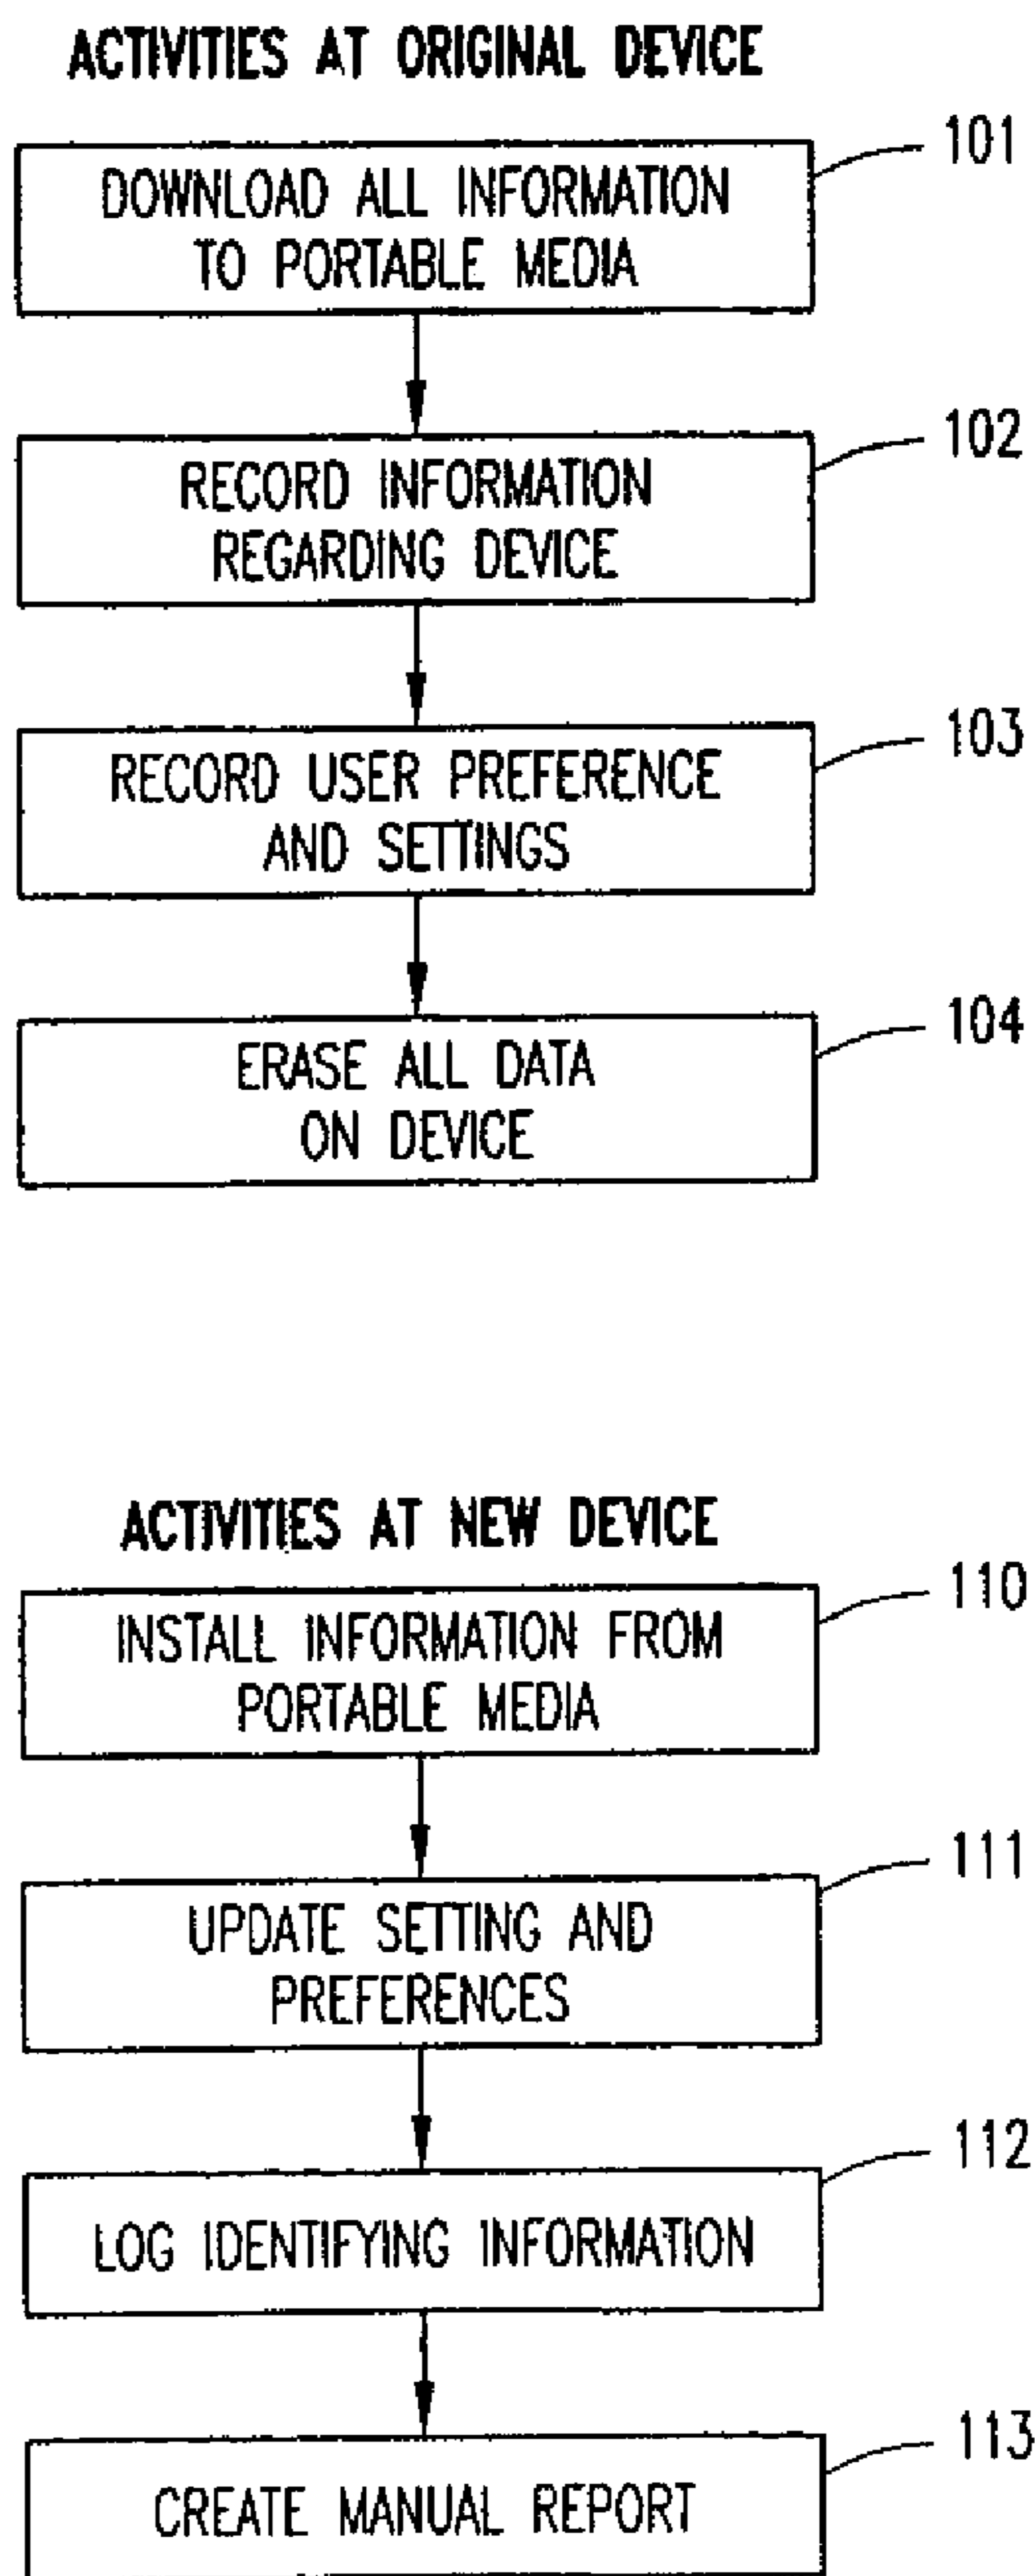 ACTIVITIES AT ORIGINAL DEVICE
101
DOWNLOAD ALL INFORMATION
TO PORTABLE MEDIA
102
RECORD INFORMATION
REGARDING DEVICE
103
RECORD USER PREFERENCE
AND SETTINGS
104
ERASE ALL DATA
ON DEVICE
ACTIVITIES AT NEW DEVICE
110
INSTALL INFORMATION FROM
PORTABLE MEDIA
111
UPDATE SETTING AND
PREFERENCES
112
LOG IDENTIFYING INFORMATION
113
CREATE MANUAL REPORT